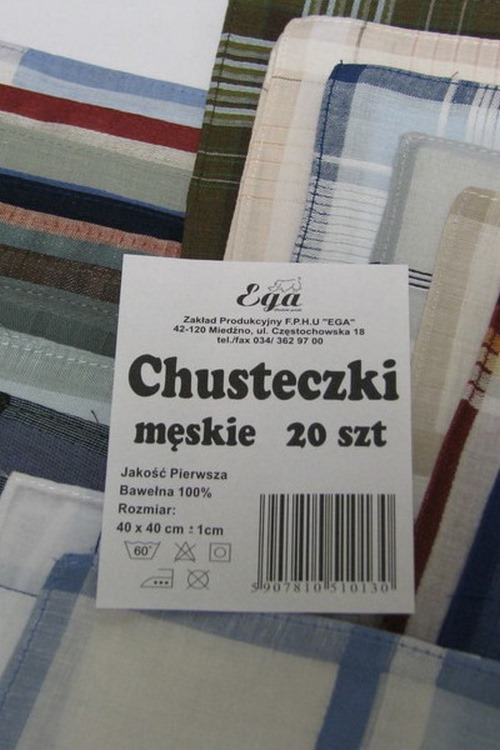 Ega
Zakład Produkcyjny F.P.H.U "EGA"
42-120 Miedźno, ul. Częstochowska 18
tel./fax 034/ 362 97 00
Chusteczki
męskie 20 szt
Jakość Pierwsza
Bawełna 100%
Rozmiar:
40 x 40 cm ± 1cm
60°
5907810510130